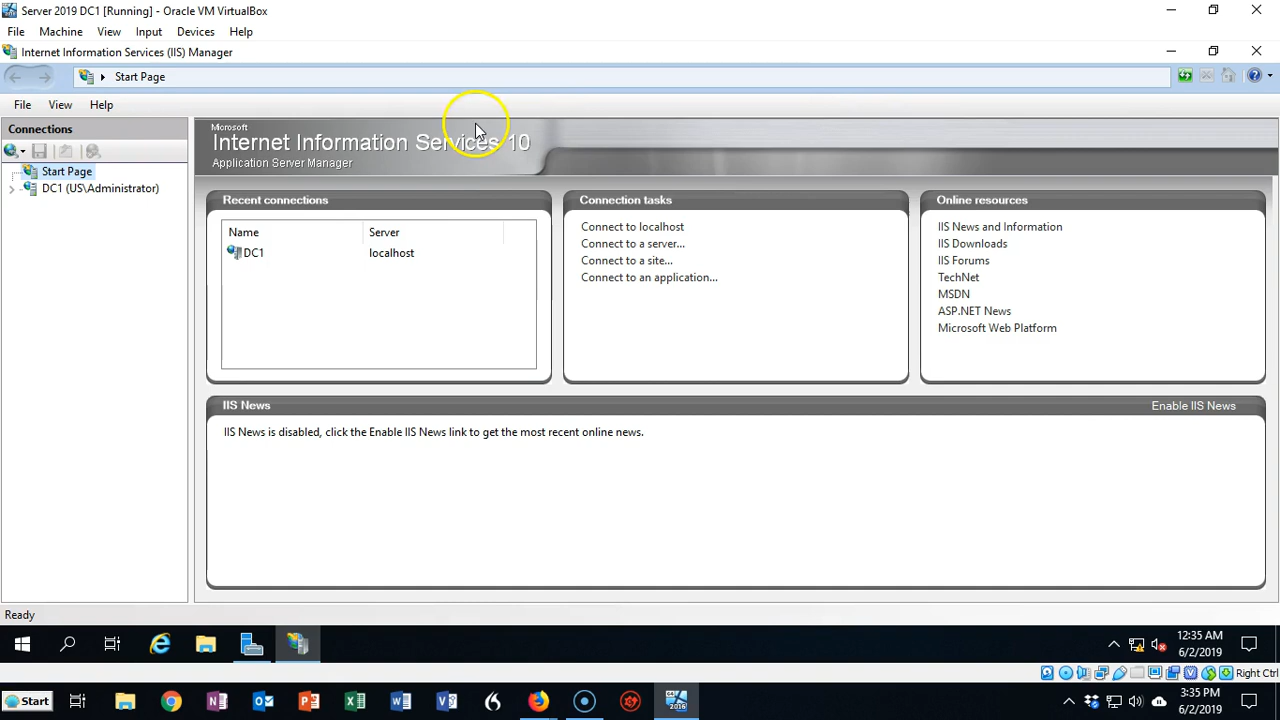 Server 2019 DC1 [Running] - Oracle VM VirtualBox
File Machine View Input Devices Help
Internet Information Services (IIS) Manager
Start Page
File View Help
Connections
Start Page
DC1 (US\Administrator)
Microsoft
Internet Information Services 10
Application Server Manager
Recent connections
Name Server
DC1 localhost
Connection tasks
Connect to localhost
Connect to a server...
Connect to a site...
Connect to an application...
Online resources
IIS News and Information
IIS Downloads
IIS Forums
TechNet
MSDN
ASP.NET News
Microsoft Web Platform
IIS News Enable IIS News
IIS News is disabled, click the Enable IIS News link to get the most recent online news.
Ready
12:35 AM
6/2/2019
Right Ctrl
Start
2016
3:35 PM
6/2/2019